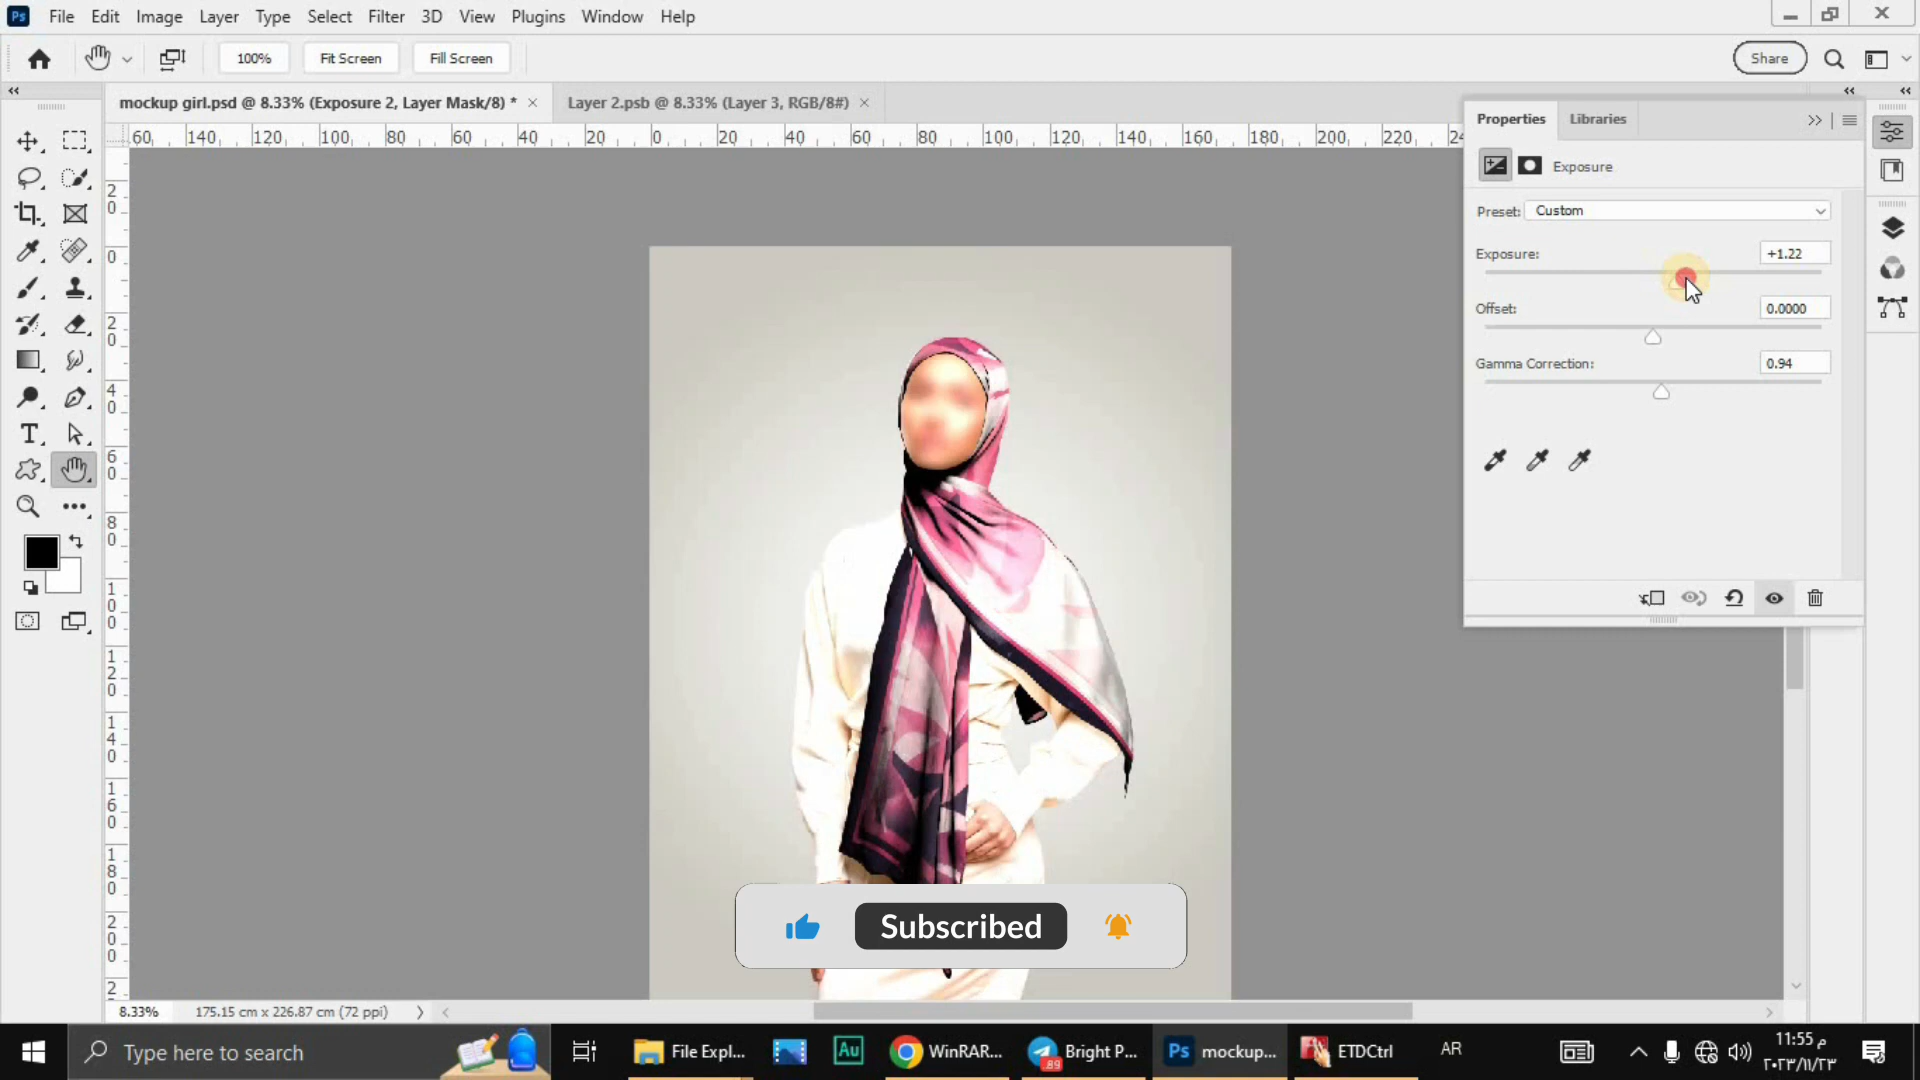 Ps File Edit Image Layer Type Select Filter 3D View Plugins Window Help
100% Fit Screen Fill Screen Share
mockup girl.psd @ 8.33% (Exposure 2, Layer Mask/8) * Layer 2.psb @ 8.33% (Layer 3, RGB/8#)
60 140 120 100 80 60 40 20 0 20 40 60 80 100 120 140 160 180 200 220
Properties Libraries
Exposure
Preset: Custom
Exposure: +1.22
Offset: 0.0000
Gamma Correction: 0.94
20
0
20
40
60
80
100
120
140
160
180
200
2
Subscribed
8.33% 175.15 cm x 226.87 cm (72 ppi)
Type here to search File Expl... Au WinRAR... 89 Bright P... Ps mockup... ETDCtrl AR
11:55 م
٢٠٢٣/١١/٢٣